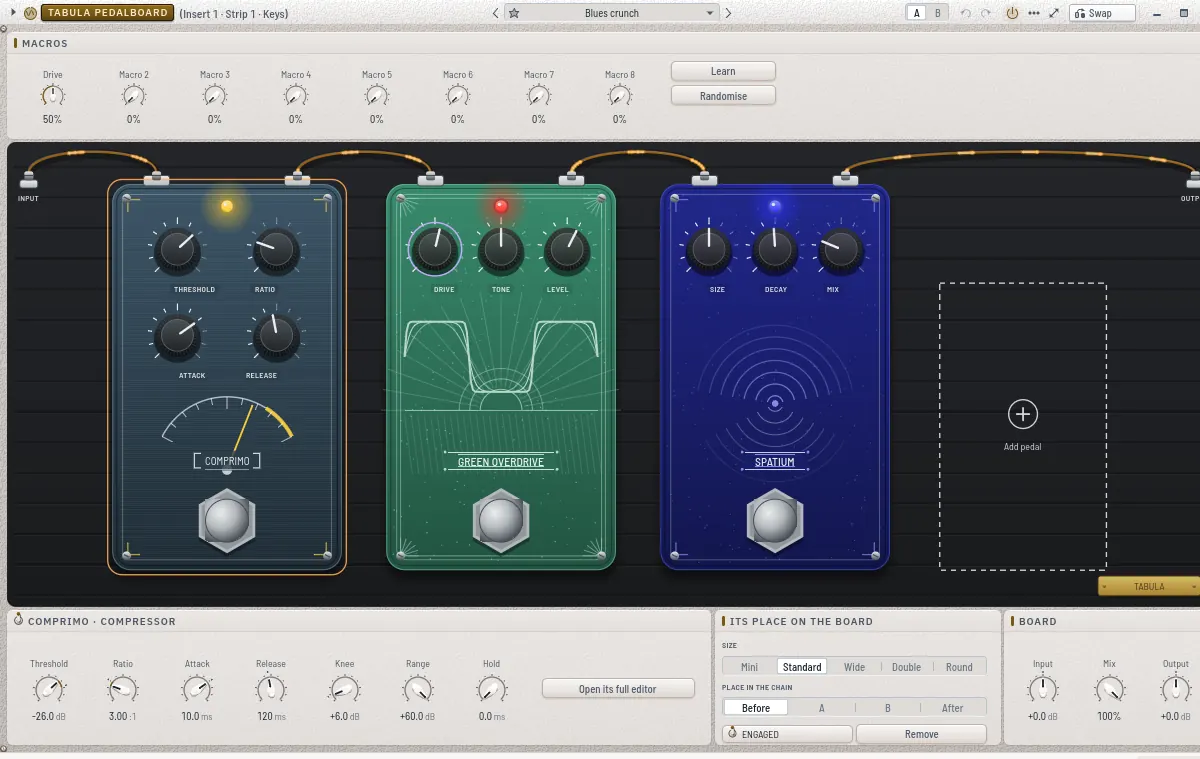 TABULA PEDALBOARD (Insert 1 · Strip 1 · Keys) Blues crunch A B Swap
MACROS
Drive Macro 2 Macro 3 Macro 4 Macro 5 Macro 6 Macro 7 Macro 8
50% 0% 0% 0% 0% 0% 0% 0%
Learn
Randomise
INPUT
OUTP
THRESHOLD RATIO
ATTACK RELEASE
COMPRIMO
DRIVE TONE LEVEL
GREEN OVERDRIVE
SIZE DECAY MIX
SPATIUM
Add pedal
TABULA
COMPRIMO · COMPRESSOR
Threshold Ratio Attack Release Knee Range Hold
-26.0 dB 3.00 :1 10.0 ms 120 ms +6.0 dB +60.0 dB 0.0 ms
Open its full editor
ITS PLACE ON THE BOARD
SIZE
Mini Standard Wide Double Round
PLACE IN THE CHAIN
Before A B After
ENGAGED Remove
BOARD
Input Mix Output
+0.0 dB 100% +0.0 dB